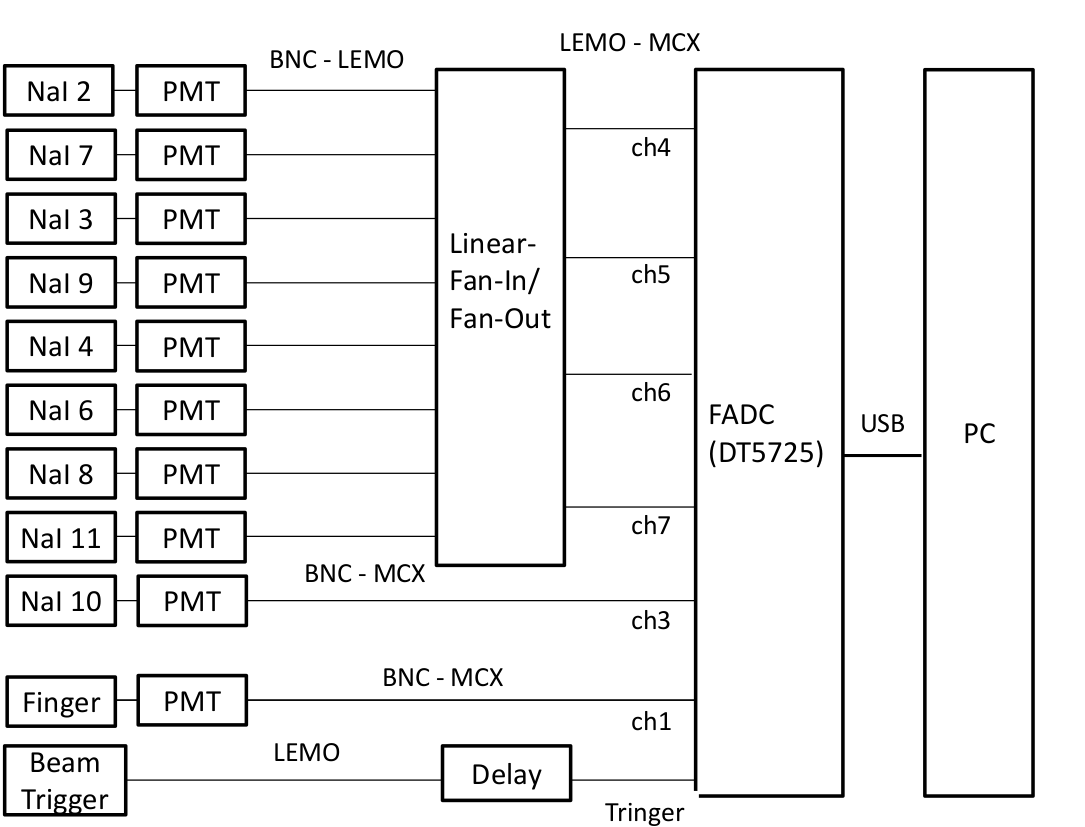 BNC - LEMO
LEMO - MCX
NaI 2
PMT
NaI 7
PMT
ch4
NaI 3
PMT
NaI 9
PMT
Linear-
Fan-In/
Fan-Out
ch5
NaI 4
PMT
ch6
NaI 6
PMT
FADC
(DT5725)
USB
PC
NaI 8
PMT
NaI 11
PMT
ch7
BNC - MCX
NaI 10
PMT
ch3
BNC - MCX
Finger
PMT
ch1
Beam
Trigger
LEMO
Delay
Tringer